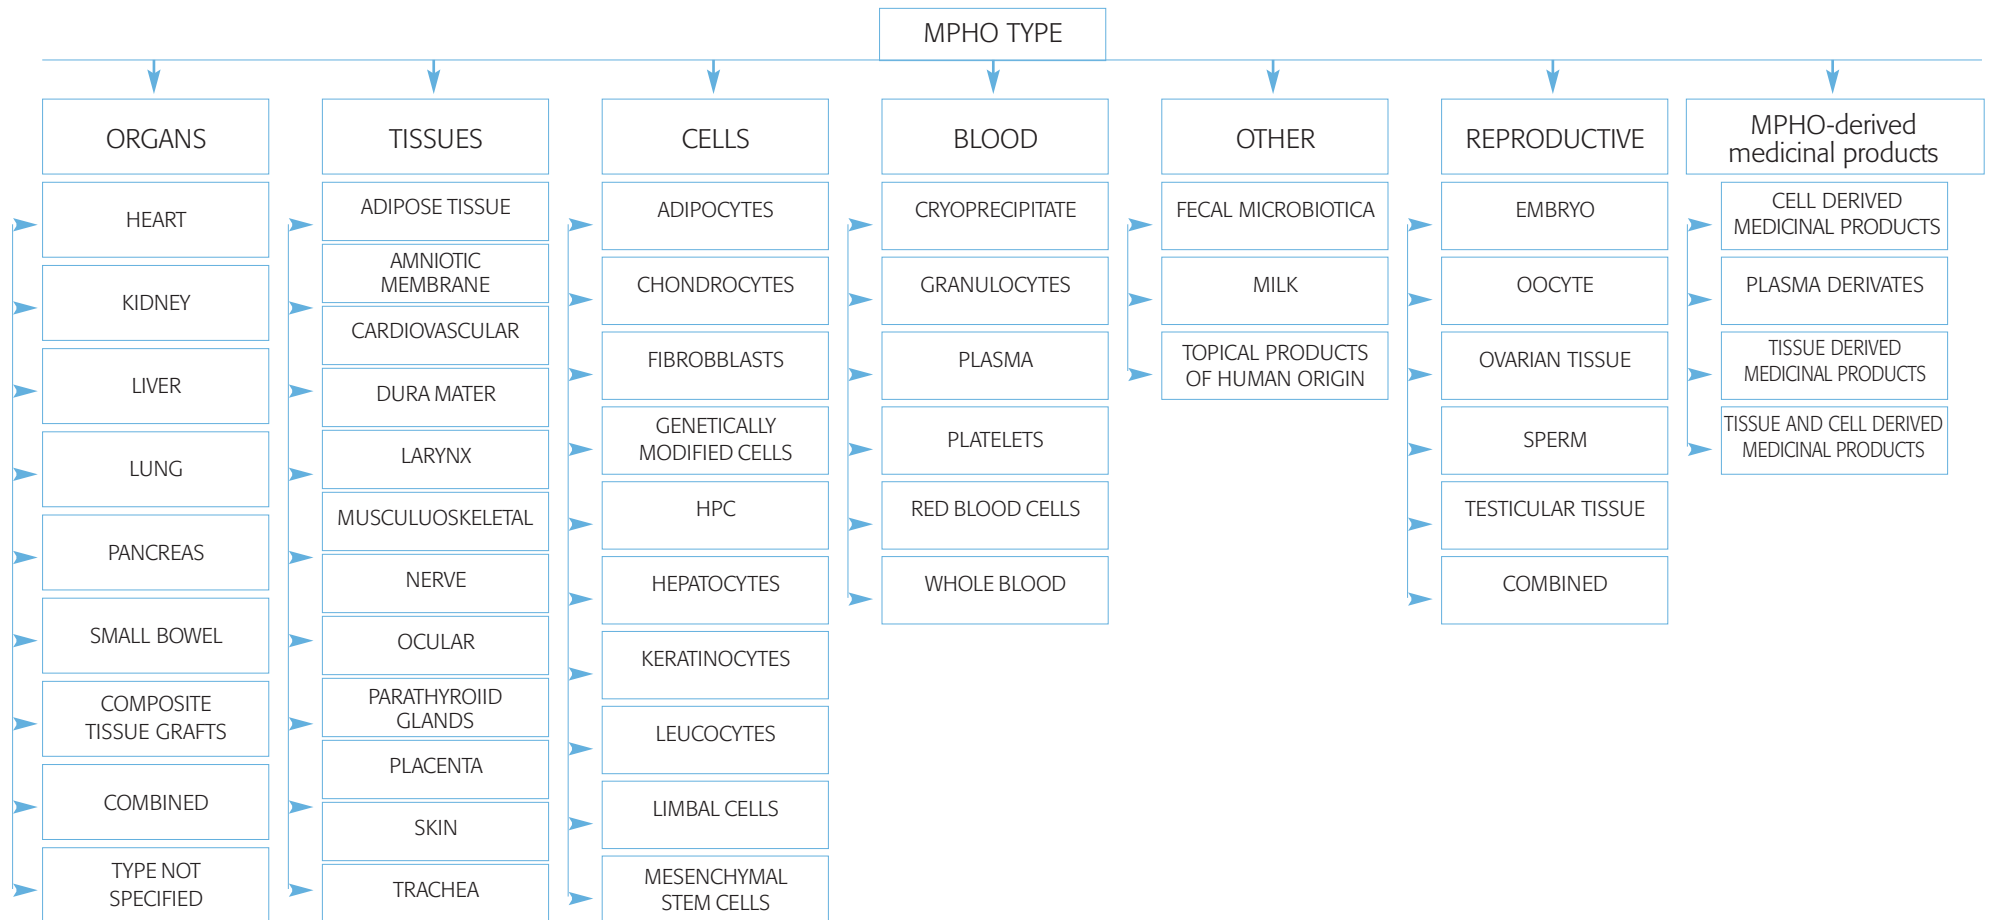 MPHO TYPE
ORGANS
HEART
KIDNEY
LIVER
LUNG
PANCREAS
SMALL BOWEL
COMPOSITE
TISSUE GRAFTS
COMBINED
TYPE NOT
SPECIFIED
TISSUES
ADIPOSE TISSUE
AMNIOTIC
MEMBRANE
CARDIOVASCULAR
DURA MATER
LARYNX
MUSCULUOSKELETAL
NERVE
OCULAR
PARATHYROIID
GLANDS
PLACENTA
SKIN
TRACHEA
CELLS
ADIPOCYTES
CHONDROCYTES
FIBROBBLASTS
GENETICALLY
MODIFIED CELLS
HPC
HEPATOCYTES
KERATINOCYTES
LEUCOCYTES
LIMBAL CELLS
MESENCHYMAL
STEM CELLS
BLOOD
CRYOPRECIPITATE
GRANULOCYTES
PLASMA
PLATELETS
RED BLOOD CELLS
WHOLE BLOOD
OTHER
FECAL MICROBIOTICA
MILK
TOPICAL PRODUCTS
OF HUMAN ORIGIN
REPRODUCTIVE
EMBRYO
OOCYTE
OVARIAN TISSUE
SPERM
TESTICULAR TISSUE
COMBINED
MPHO-derived
medicinal products
CELL DERIVED
MEDICINAL PRODUCTS
PLASMA DERIVATES
TISSUE DERIVED
MEDICINAL PRODUCTS
TISSUE AND CELL DERIVED
MEDICINAL PRODUCTS